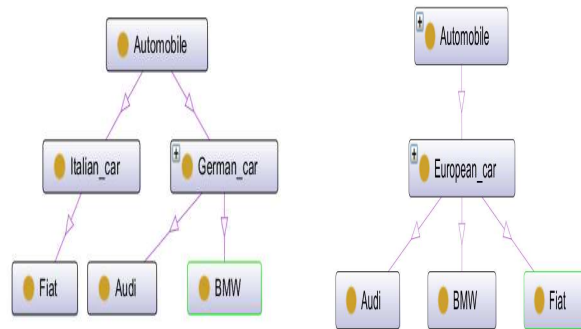 Automobile
Italian_car
German_car
Fiat
Audi
BMW
Automobile
European_car
Audi
BMW
Fiat